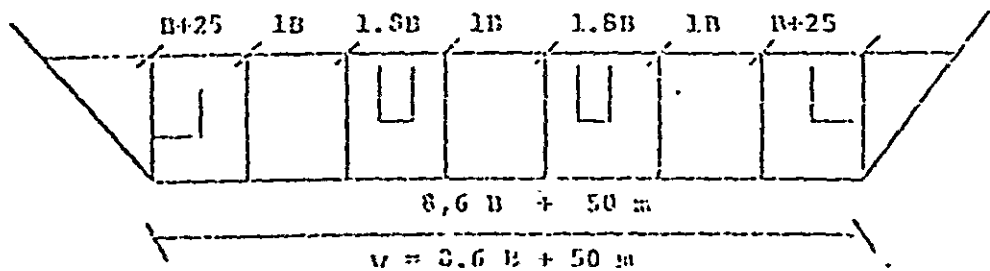 B+25 1B 1.8B 1B 1.8B 1B B+25
8,6 B + 50 m
W = 8,6 B + 50 m